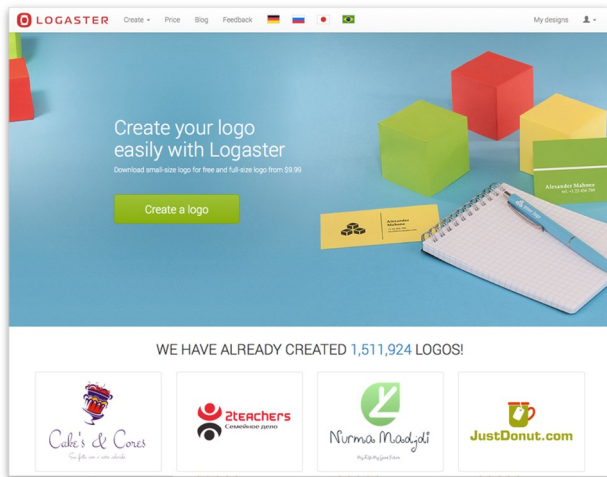 LOGASTER Create Price Blog Feedback My designs
Create your logo
easily with Logaster
Download small-size logo for free and full-size logo from $9.99
Create a logo
Alexander Mahone
Alexander
Mahone
WE HAVE ALREADY CREATED 1,511,924 LOGOS!
Cake's & Cores
2teachers
Семейное дело
Nurma Madjdi
JustDonut.com